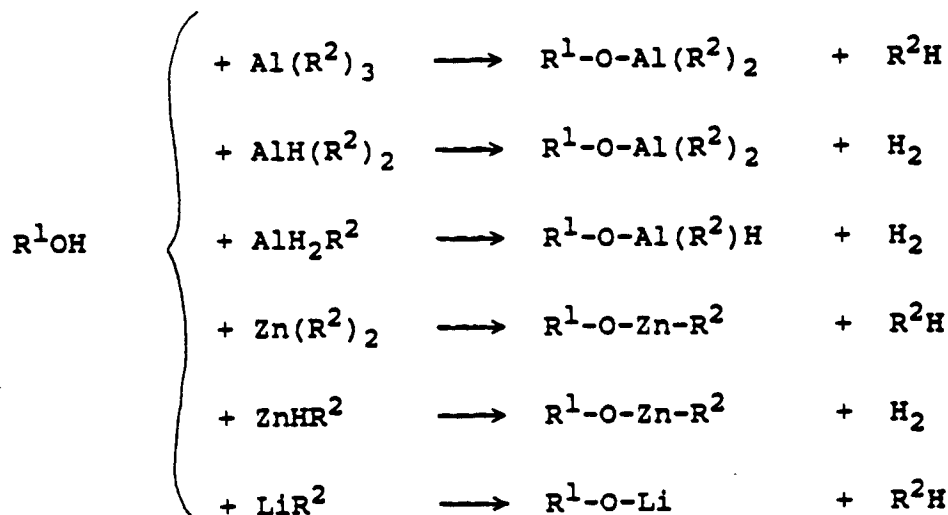 + Al(R²)₃ ⟶ R¹-O-Al(R²)₂ + R²H
+ AlH(R²)₂ ⟶ R¹-O-Al(R²)₂ + H₂
R¹OH + AlH₂R² ⟶ R¹-O-Al(R²)H + H₂
+ Zn(R²)₂ ⟶ R¹-O-Zn-R² + R²H
+ ZnHR² ⟶ R¹-O-Zn-R² + H₂
+ LiR² ⟶ R¹-O-Li + R²H